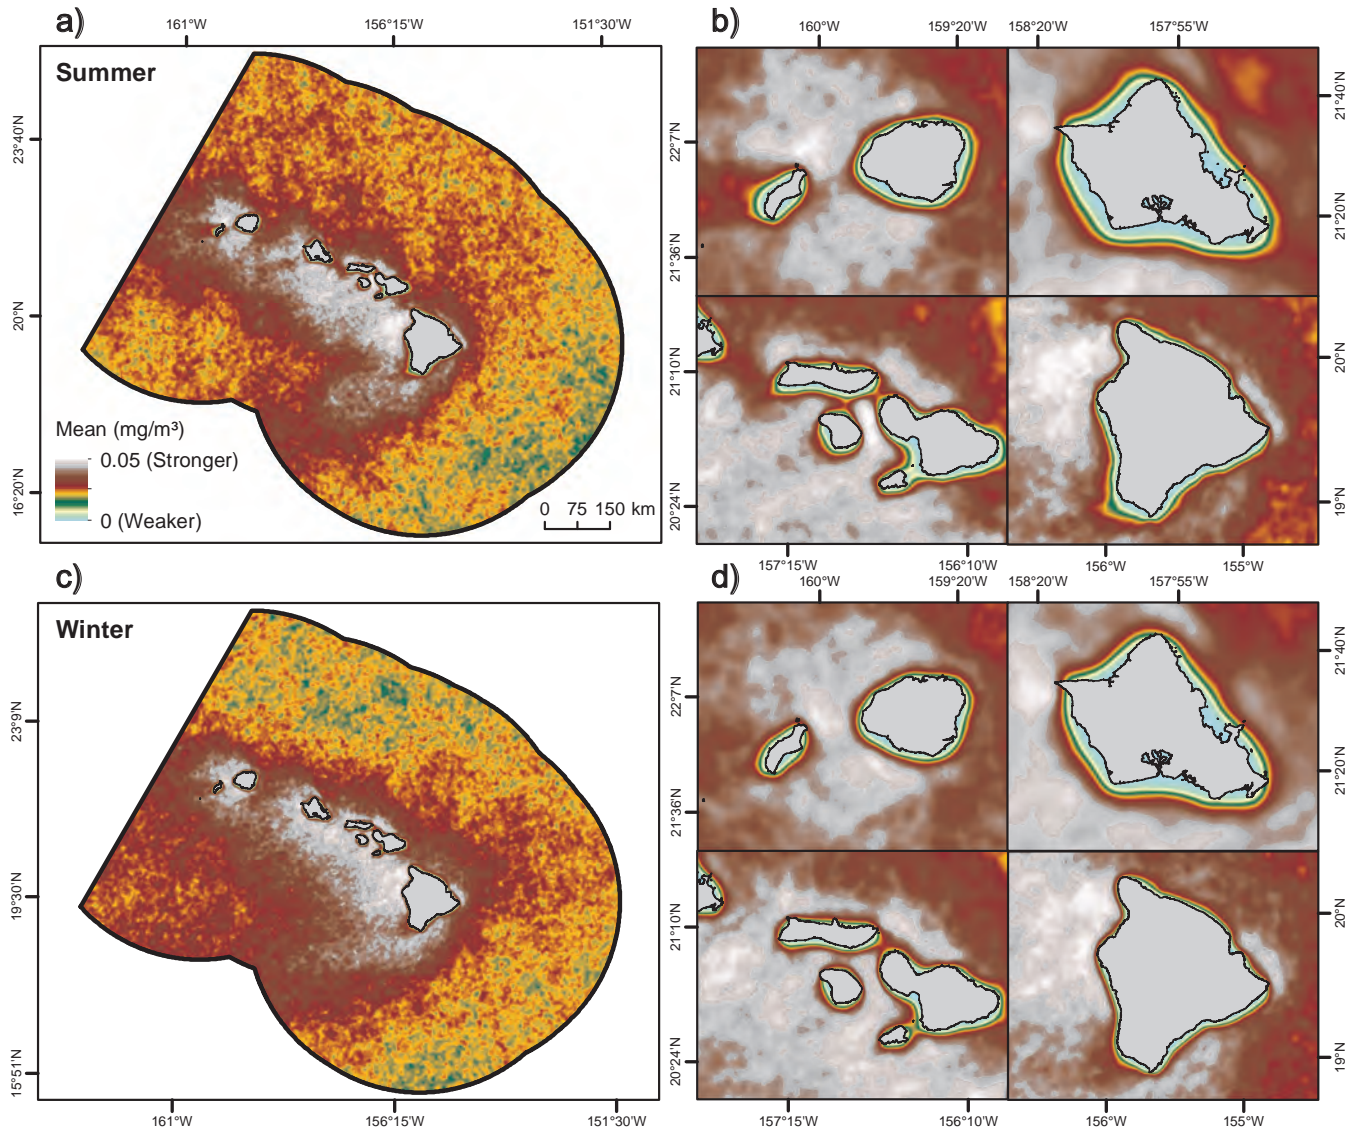 a)
161°W 156°15'W 151°30'W
Summer
23°40'N
20°N
16°20'N
Mean (mg/m³)
0.05 (Stronger)
0 (Weaker)
0 75 150 km
b)
160°W 159°20'W 158°20'W 157°55'W
22°7'N
21°36'N
21°40'N
21°20'N
21°10'N
20°24'N
20°N
19°N
157°15'W 156°10'W 156°W 155°W
c)
Winter
23°9'N
19°30'N
15°51'N
161°W 156°15'W 151°30'W
d)
160°W 159°20'W 158°20'W 157°55'W
22°7'N
21°36'N
21°40'N
21°20'N
21°10'N
20°24'N
20°N
19°N
157°15'W 156°10'W 156°W 155°W